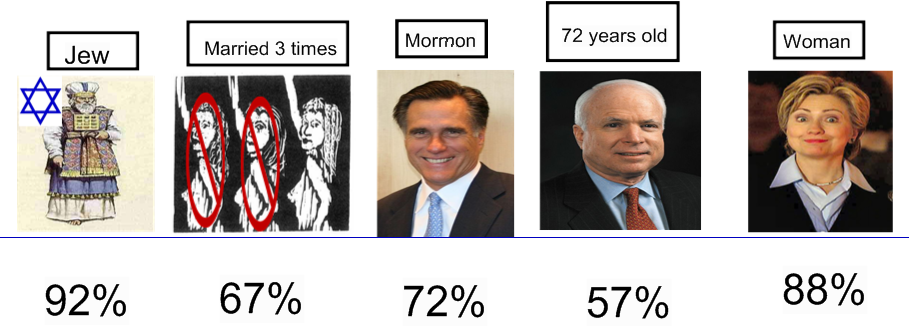 Jew
Married 3 times
Mormon
72 years old
Woman
92%
67%
72%
57%
88%